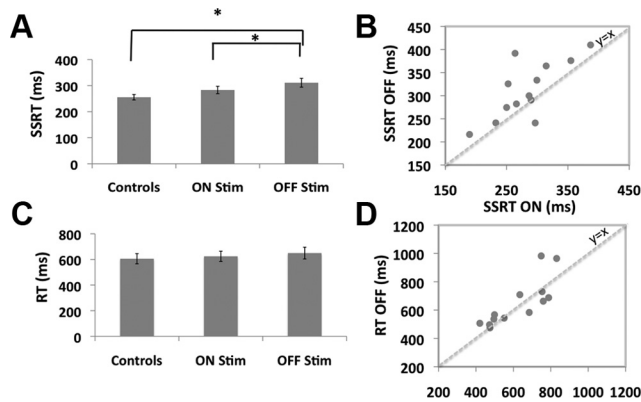 A
*
*
SSRT (ms)
400
300
200
100
0
Controls ON Stim OFF Stim
B
SSRT OFF (ms)
450
400
350
300
250
200
150
y=x
150 250 350 450
SSRT ON (ms)
C
RT (ms)
800
600
400
200
0
Controls ON Stim OFF Stim
D
RT OFF (ms)
1200
1000
800
600
400
200
y=x
200 400 600 800 1000 1200